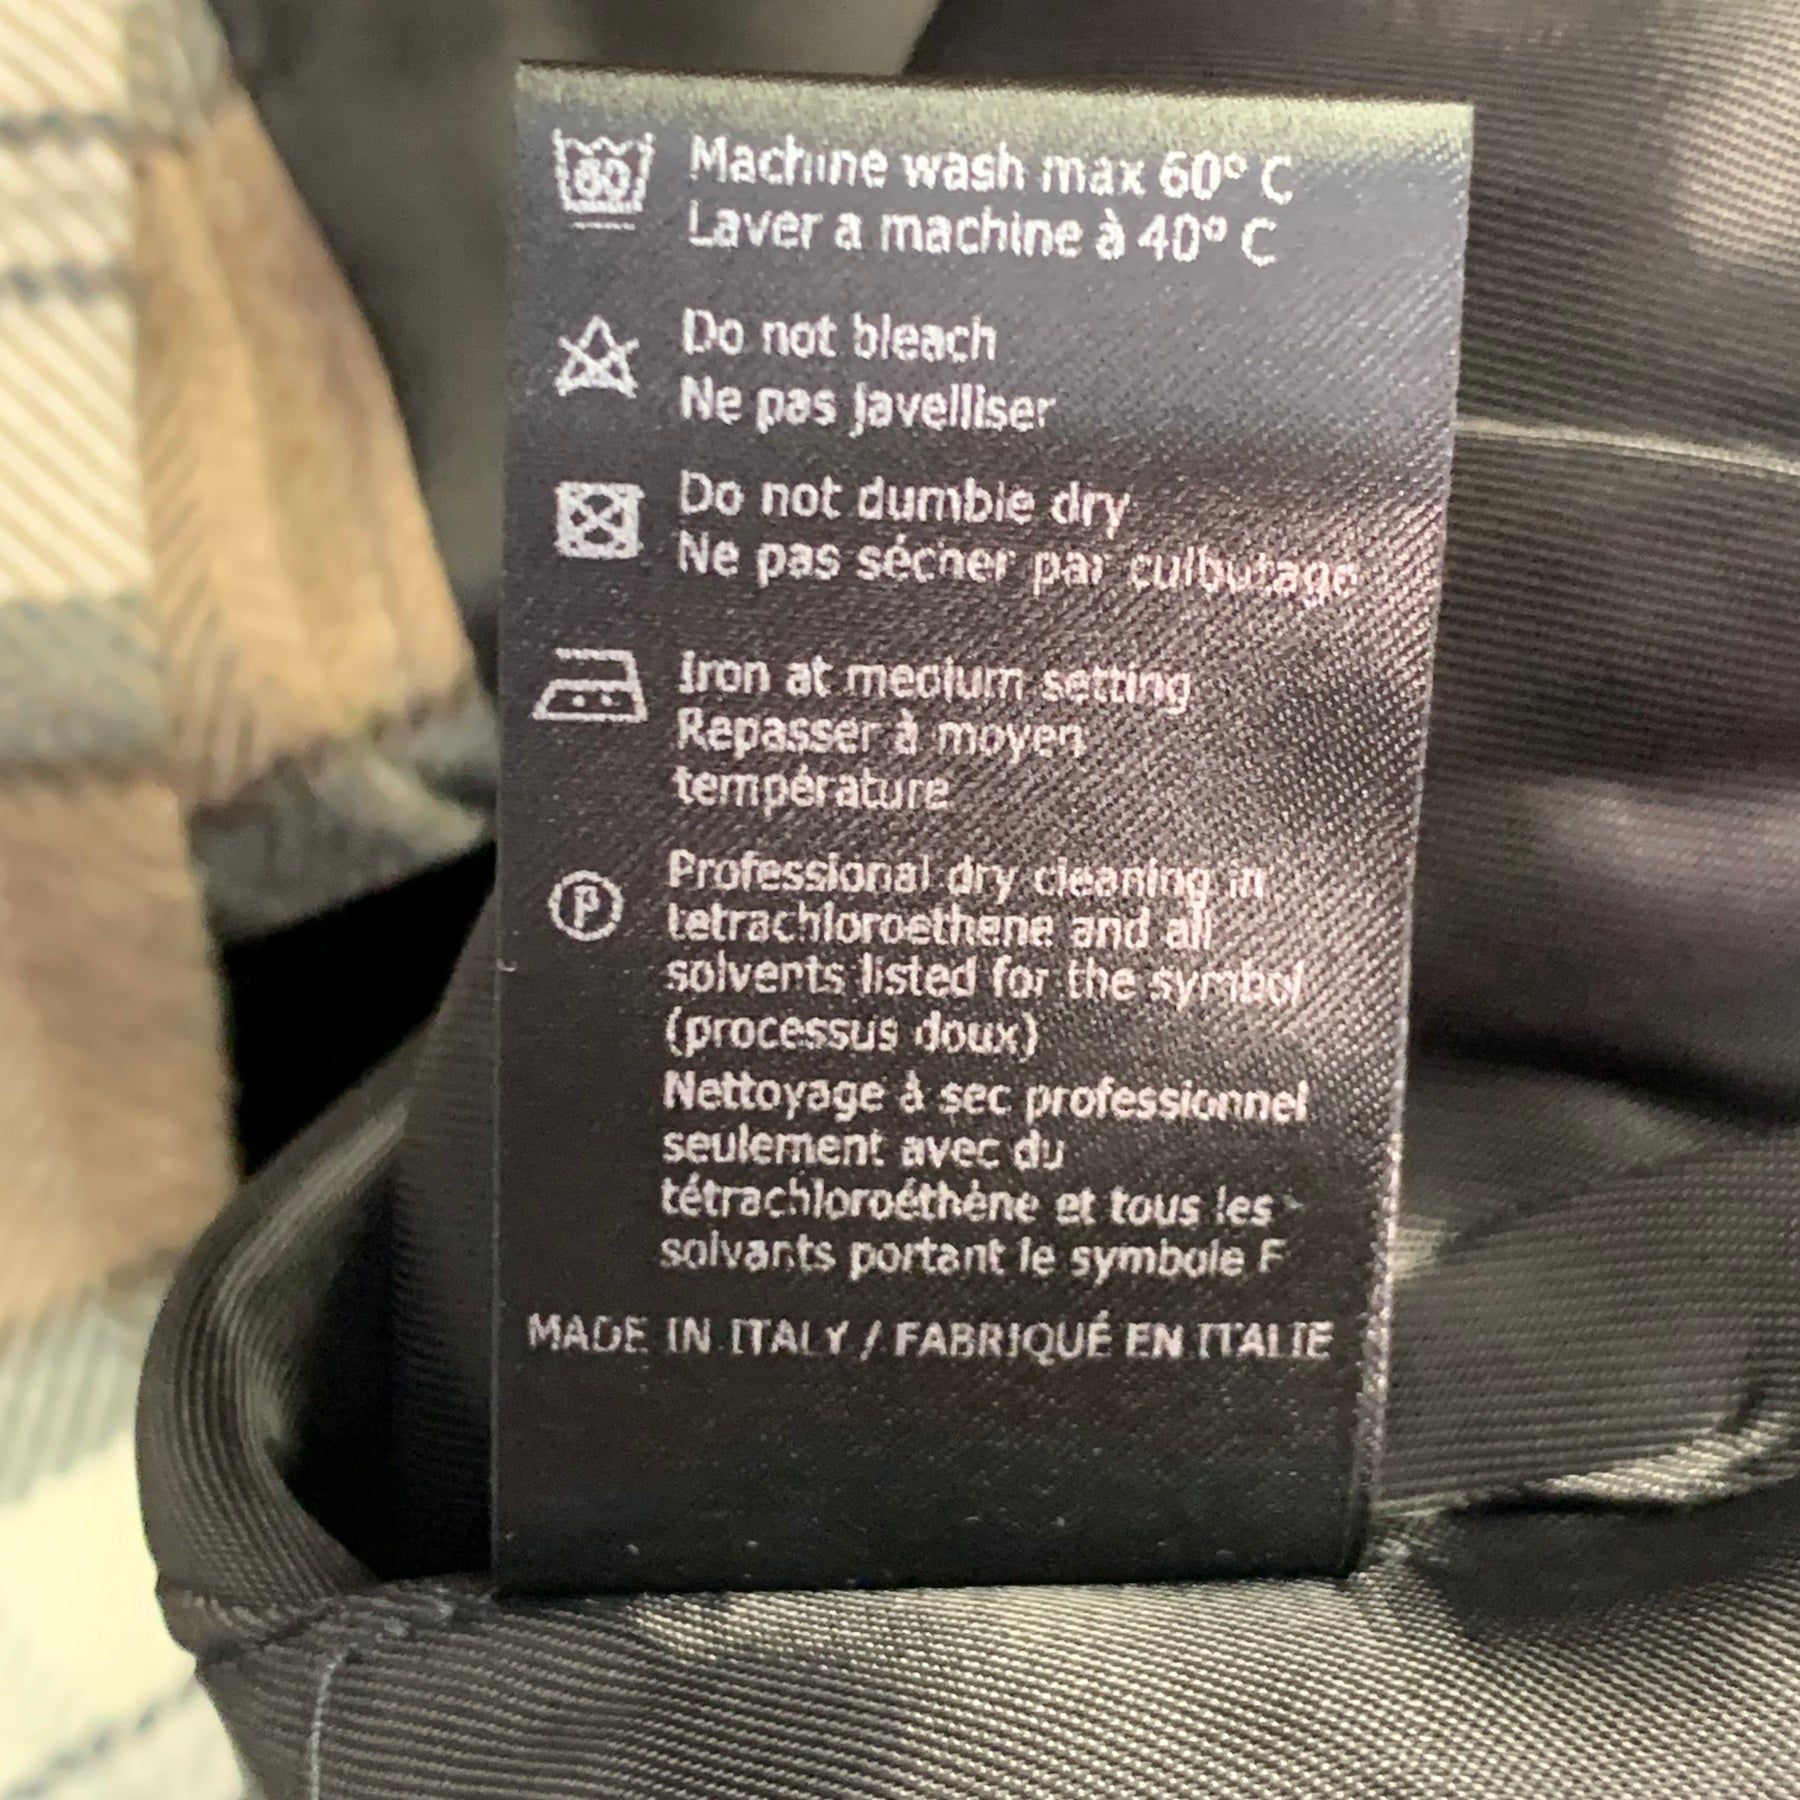 60 Machine wash max 60° C
Laver a machine à 40° C
Do not bleach
Ne pas javelliser
Do not dumble dry
Ne pas sécher par culbutage
Iron at medium setting
Repasser à moyen
température
P Professional dry cleaning in
tetrachloroethene and all
solvents listed for the symbol
(processus doux)
Nettoyage à sec professionnel
seulement avec du
tétrachloroéthène et tous les
solvants portant le symbole F
MADE IN ITALY / FABRIQUÉ EN ITALIE